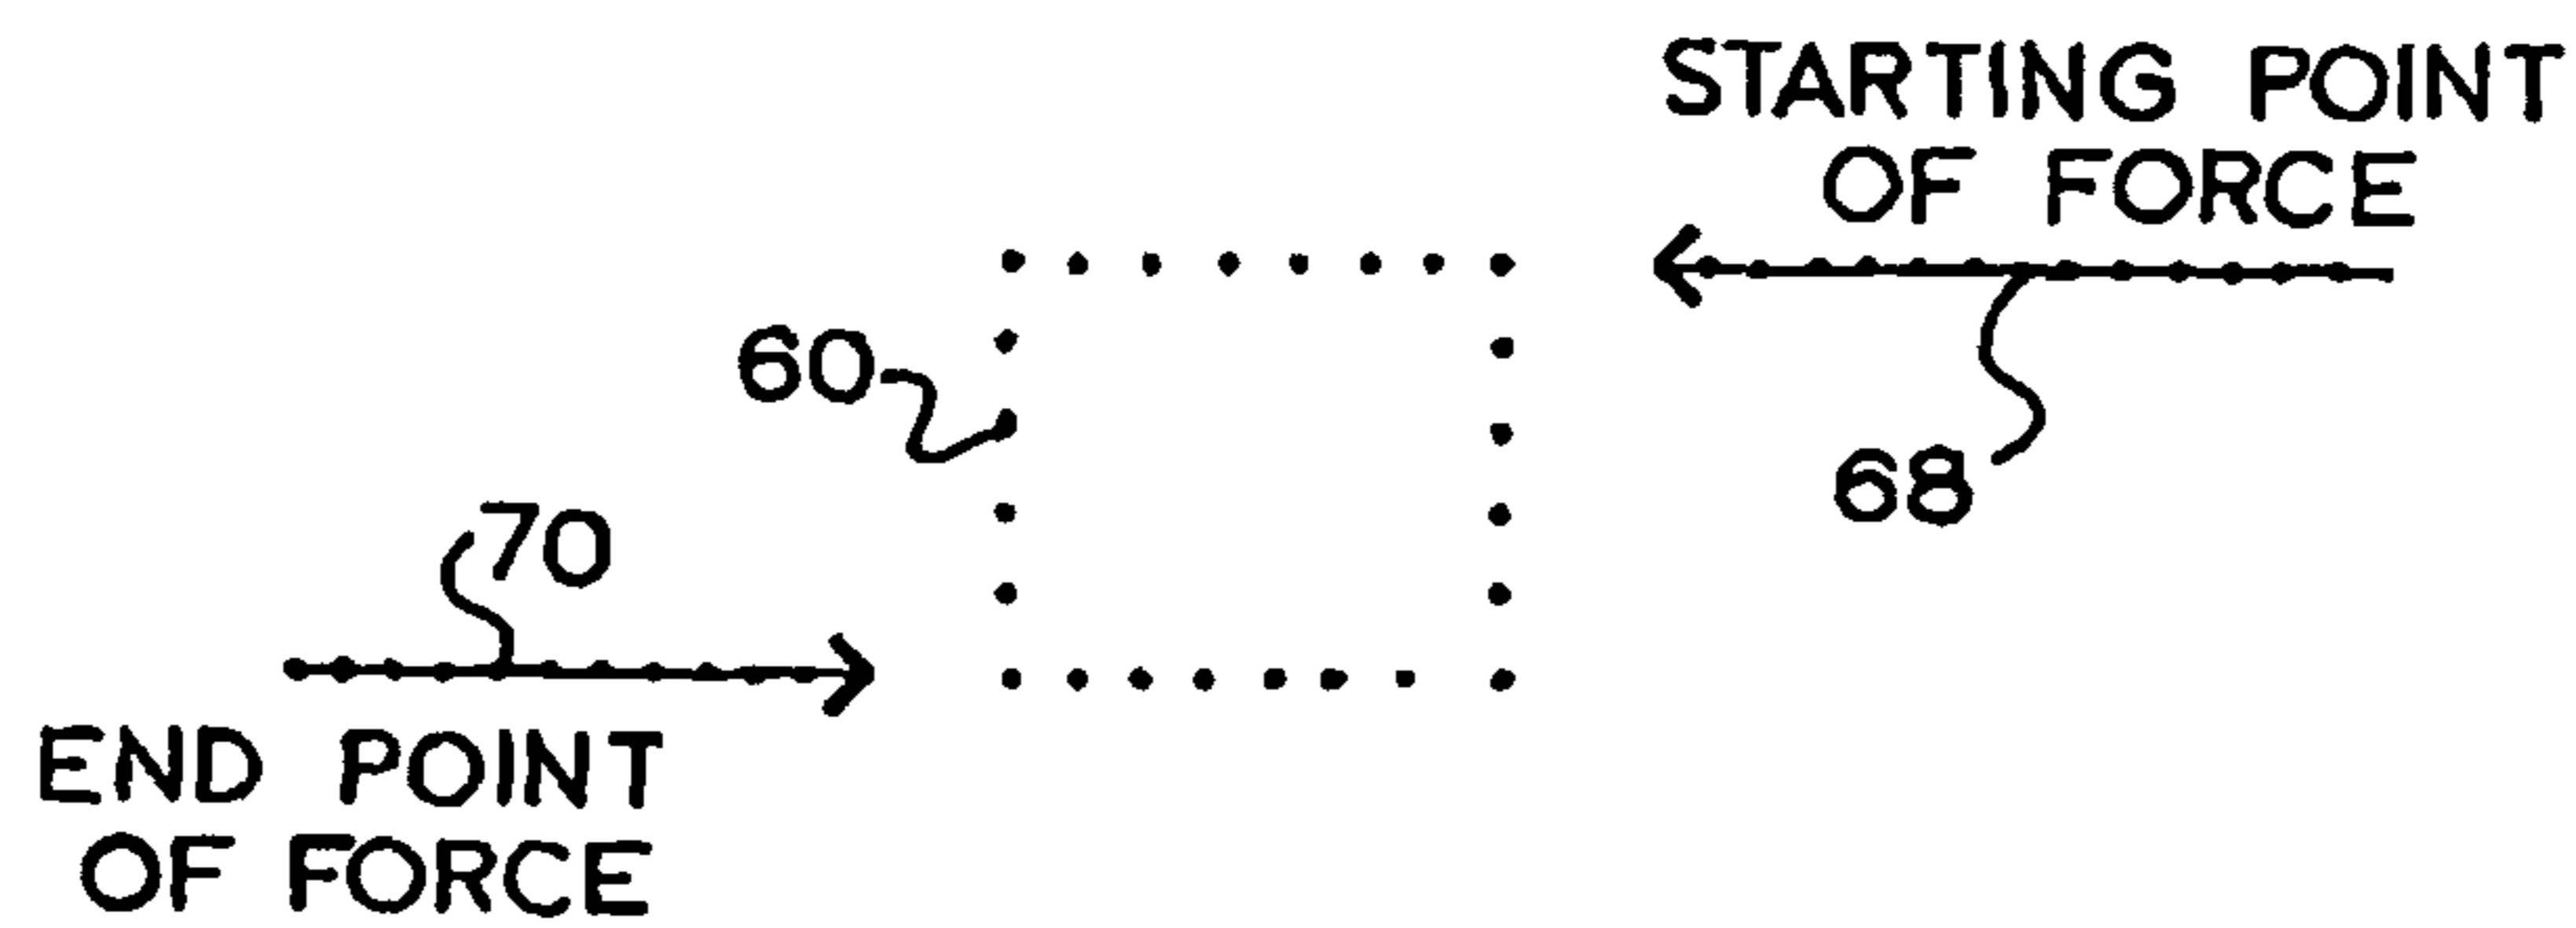 STARTING POINT
OF FORCE
60
68
70
END POINT
OF FORCE